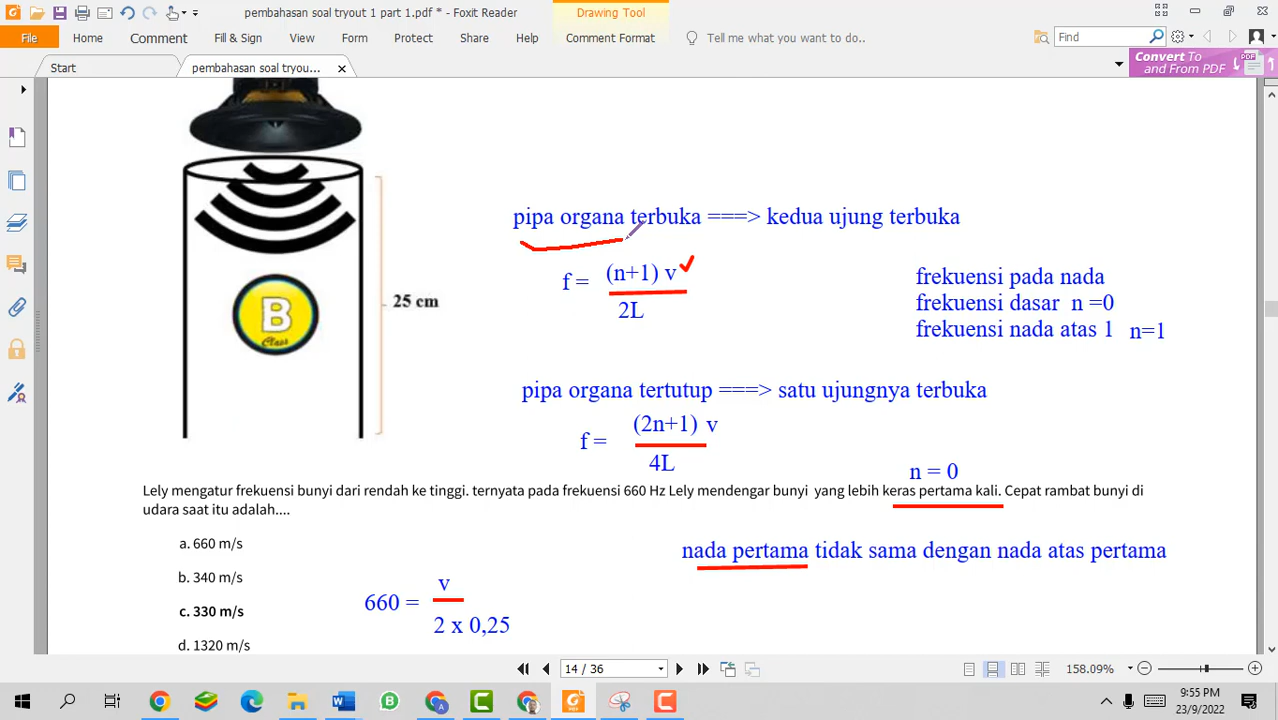 pembahasan soal tryout 1 part 1.pdf * - Foxit Reader
Drawing Tool
File
Home
Comment
Fill & Sign
View
Form
Protect
Share
Help
Comment Format
Tell me what you want to do..
Find
Start
pembahasan soal tryou...
Convert To
and From PDF
PDF
pipa organa terbuka ===> kedua ujung terbuka
f = (n+1) v
2L
frekuensi pada nada
frekuensi dasar n =0
frekuensi nada atas 1 n=1
B
Class
25 cm
pipa organa tertutup ===> satu ujungnya terbuka
f = (2n+1) v
4L
n = 0
Lely mengatur frekuensi bunyi dari rendah ke tinggi. ternyata pada frekuensi 660 Hz Lely mendengar bunyi yang lebih keras pertama kali. Cepat rambat bunyi di
udara saat itu adalah....
a. 660 m/s
b. 340 m/s
c. 330 m/s
d. 1320 m/s
nada pertama tidak sama dengan nada atas pertama
660 = v
2 x 0,25
14 / 36
158.09%
9:55 PM
23/9/2022